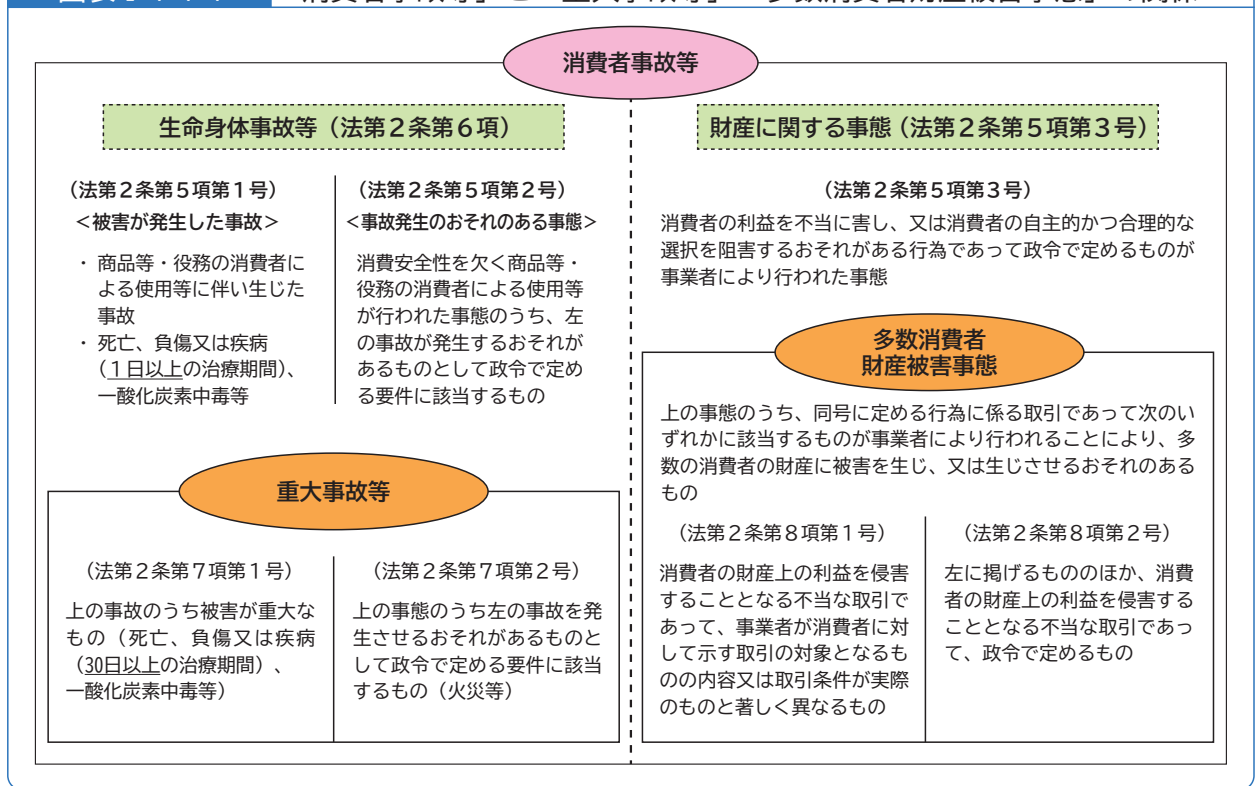 「消費者事故等」と「重大事故等」「多数消費者財産被害事態」の関係
消費者事故等
生命身体事故等（法第２条第６項）
（法第２条第５項第１号）
＜被害が発生した事故＞
・ 商品等・役務の消費者に
よる使用等に伴い生じた
事故
・ 死亡、負傷又は疾病
（１日以上の治療期間）、
一酸化炭素中毒等
（法第２条第５項第２号）
＜事故発生のおそれのある事態＞
消費安全性を欠く商品等・
役務の消費者による使用等
が行われた事態のうち、左
の事故が発生するおそれが
あるものとして政令で定め
る要件に該当するもの
重大事故等
（法第２条第７項第１号）
上の事故のうち被害が重大な
もの（死亡、負傷又は疾病
（30日以上の治療期間）、
一酸化炭素中毒等）
（法第２条第７項第２号）
上の事態のうち左の事故を発
生させるおそれがあるものと
して政令で定める要件に該当
するもの（火災等）
財産に関する事態（法第２条第５項第３号）
（法第２条第５項第３号）
消費者の利益を不当に害し、又は消費者の自主的かつ合理的な
選択を阻害するおそれがある行為であって政令で定めるものが
事業者により行われた事態
多数消費者
財産被害事態
上の事態のうち、同号に定める行為に係る取引であって次のい
ずれかに該当するものが事業者により行われることにより、多
数の消費者の財産に被害を生じ、又は生じさせるおそれのある
もの
（法第２条第８項第１号）
消費者の財産上の利益を侵害
することとなる不当な取引で
あって、事業者が消費者に対
して示す取引の対象となるも
のの内容又は取引条件が実際
のものと著しく異なるもの
（法第２条第８項第２号）
左に掲げるもののほか、消費
者の財産上の利益を侵害する
こととなる不当な取引であっ
て、政令で定めるもの